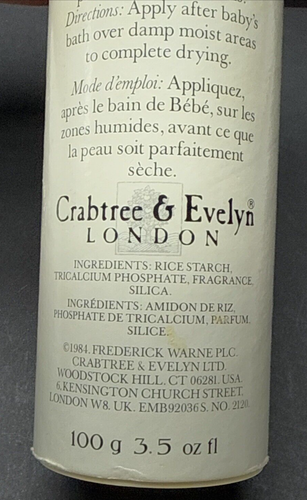 Directions: Apply after baby's
bath over damp moist areas
to complete drying.
Mode d'emploi: Appliquez,
après le bain de Bébé, sur les
zones humides, avant ce que
la peau soit parfaitement
sèche.
Crabtree & Evelyn®
LONDON
INGREDIENTS: RICE STARCH,
TRICALCIUM PHOSPHATE, FRAGRANCE,
SILICA.
INGRÉDIENTS: AMIDON DE RIZ,
PHOSPHATE DE TRICALCIUM, PARFUM,
SILICE.
©1984. FREDERICK WARNE PLC.
CRABTREE & EVELYN LTD.
WOODSTOCK HILL, CT 06281. USA.
6, KENSINGTON CHURCH STREET,
LONDON W8. UK. EMB92036 S. NO. 2120.
100 g 3.5 oz fl